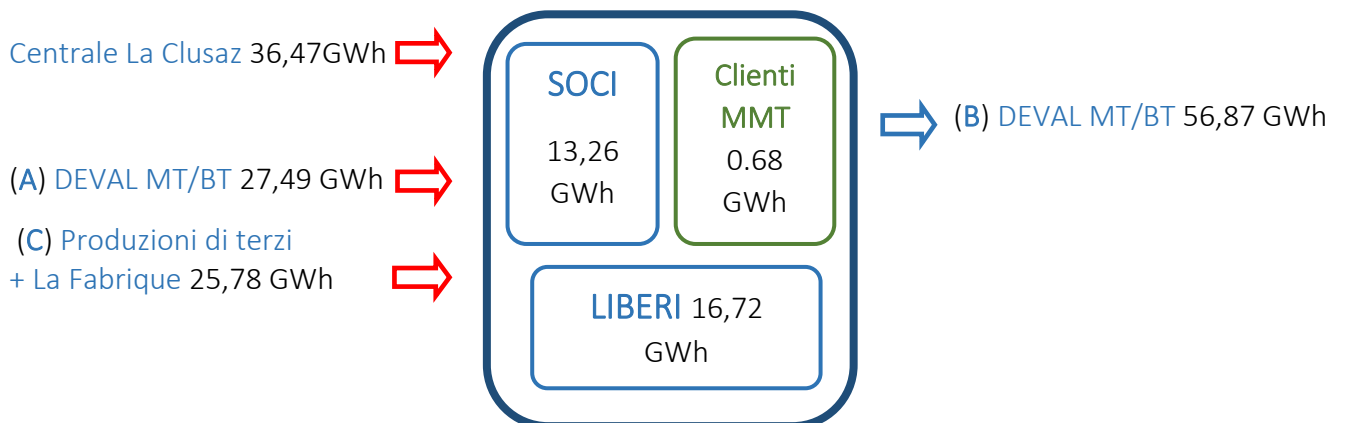 Centrale La Clusaz 36,47GWh
(A) DEVAL MT/BT 27,49 GWh
(C) Produzioni di terzi
+ La Fabrique 25,78 GWh
SOCI
13,26
GWh
Clienti
MMT
0.68
GWh
LIBERI 16,72
GWh
(B) DEVAL MT/BT 56,87 GWh